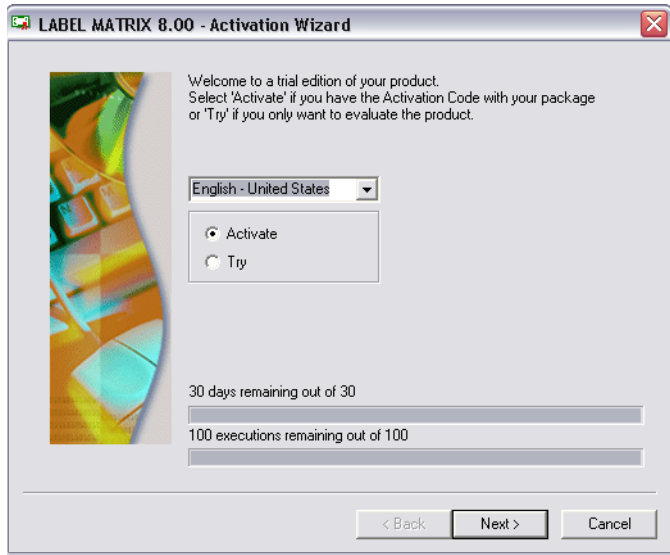 LABEL MATRIX 8.00 - Activation Wizard
Welcome to a trial edition of your product.
Select 'Activate' if you have the Activation Code with your package
or 'Try' if you only want to evaluate the product.
English - United States
Activate
Try
30 days remaining out of 30
100 executions remaining out of 100
< Back
Next >
Cancel